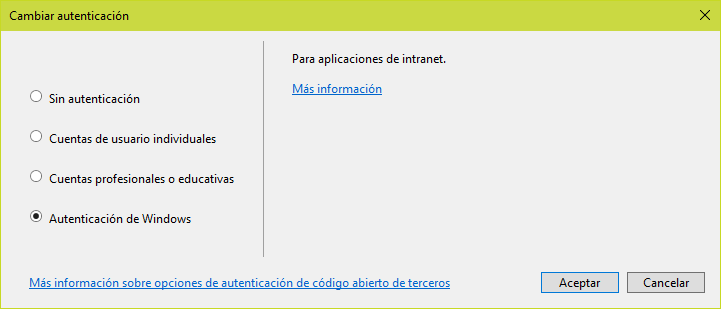 Cambiar autenticación
Para aplicaciones de intranet.
Más información
Sin autenticación
Cuentas de usuario individuales
Cuentas profesionales o educativas
Autenticación de Windows
Más información sobre opciones de autenticación de código abierto de terceros
Aceptar
Cancelar